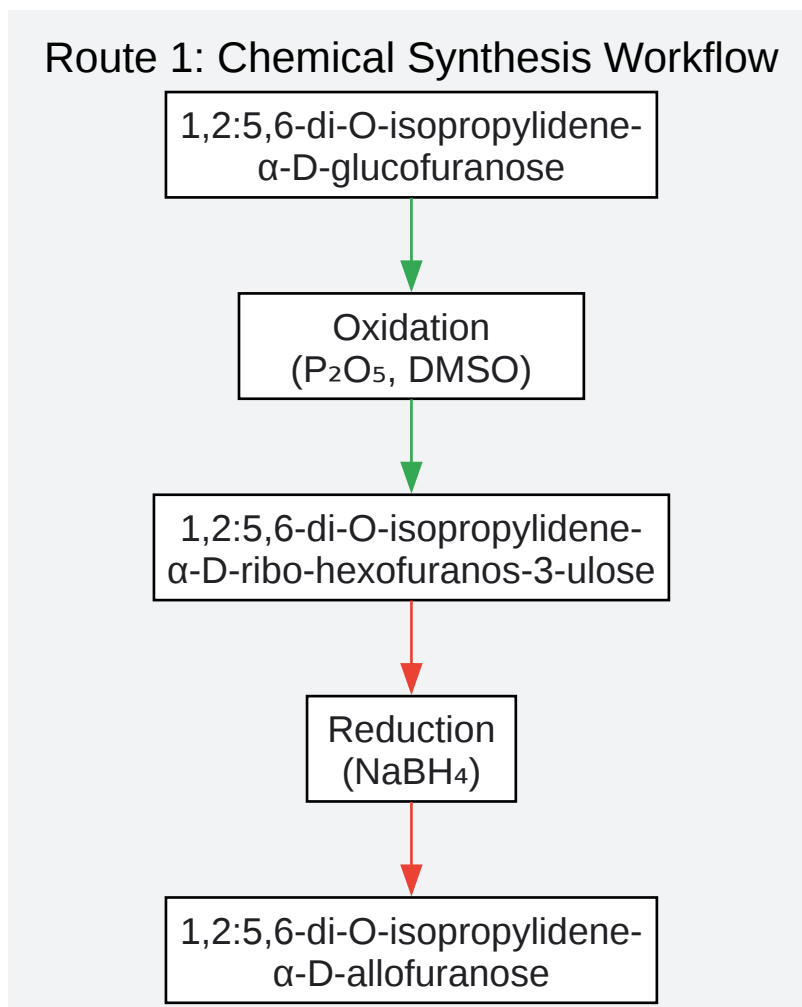 Route 1: Chemical Synthesis Workflow
1,2:5,6-di-O-isopropylidene-
α-D-glucofuranose
Oxidation
(P₂O₅, DMSO)
1,2:5,6-di-O-isopropylidene-
α-D-ribo-hexofuranos-3-ulose
Reduction
(NaBH₄)
1,2:5,6-di-O-isopropylidene-
α-D-allofuranose